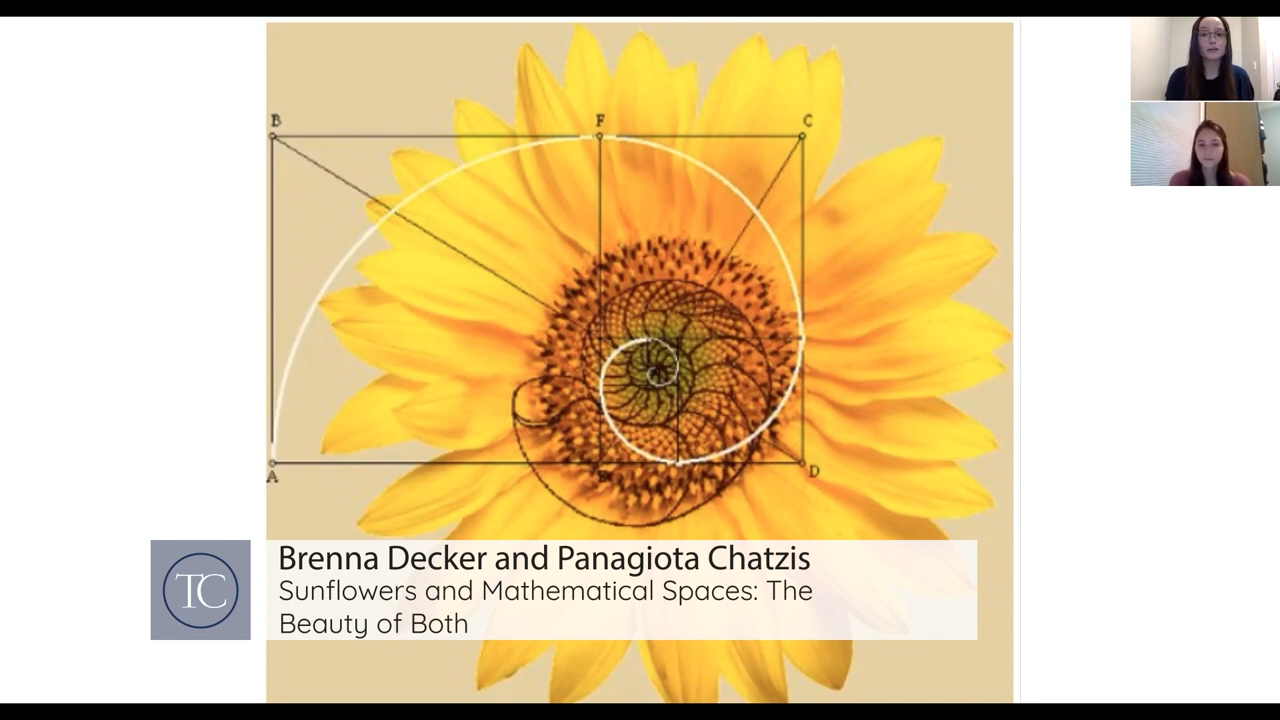 B F C
A D
TC
Brenna Decker and Panagiota Chatzis
Sunflowers and Mathematical Spaces: The
Beauty of Both